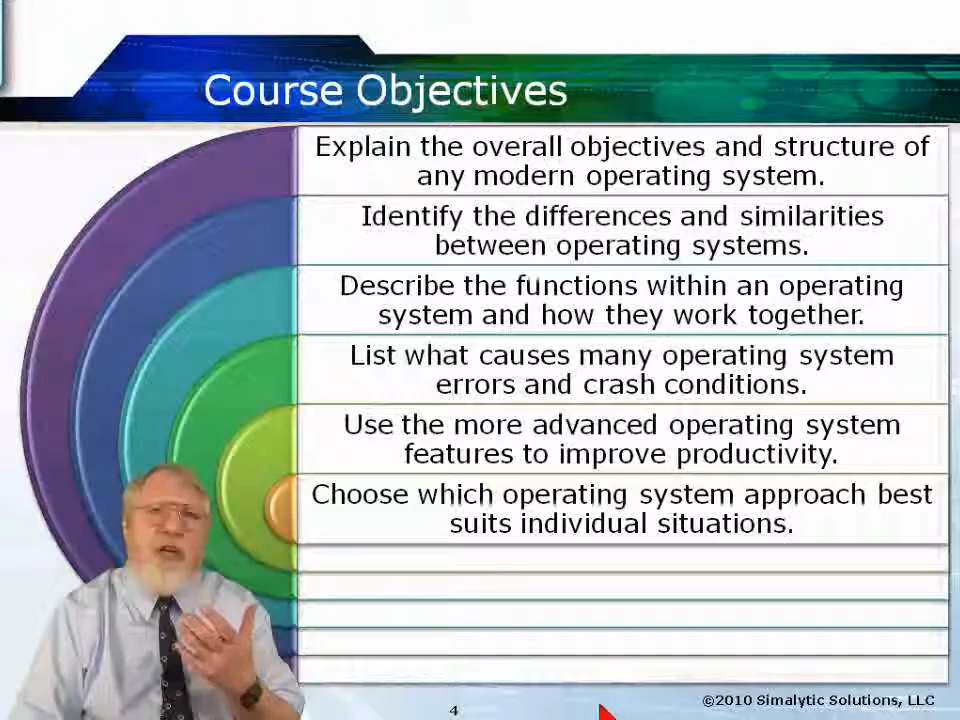 Course Objectives
Explain the overall objectives and structure of
any modern operating system.
Identify the differences and similarities
between operating systems.
Describe the functions within an operating
system and how they work together.
List what causes many operating system
errors and crash conditions.
Use the more advanced operating system
features to improve productivity.
Choose which operating system approach best
suits individual situations.
4
©2010 Simalytic Solutions, LLC